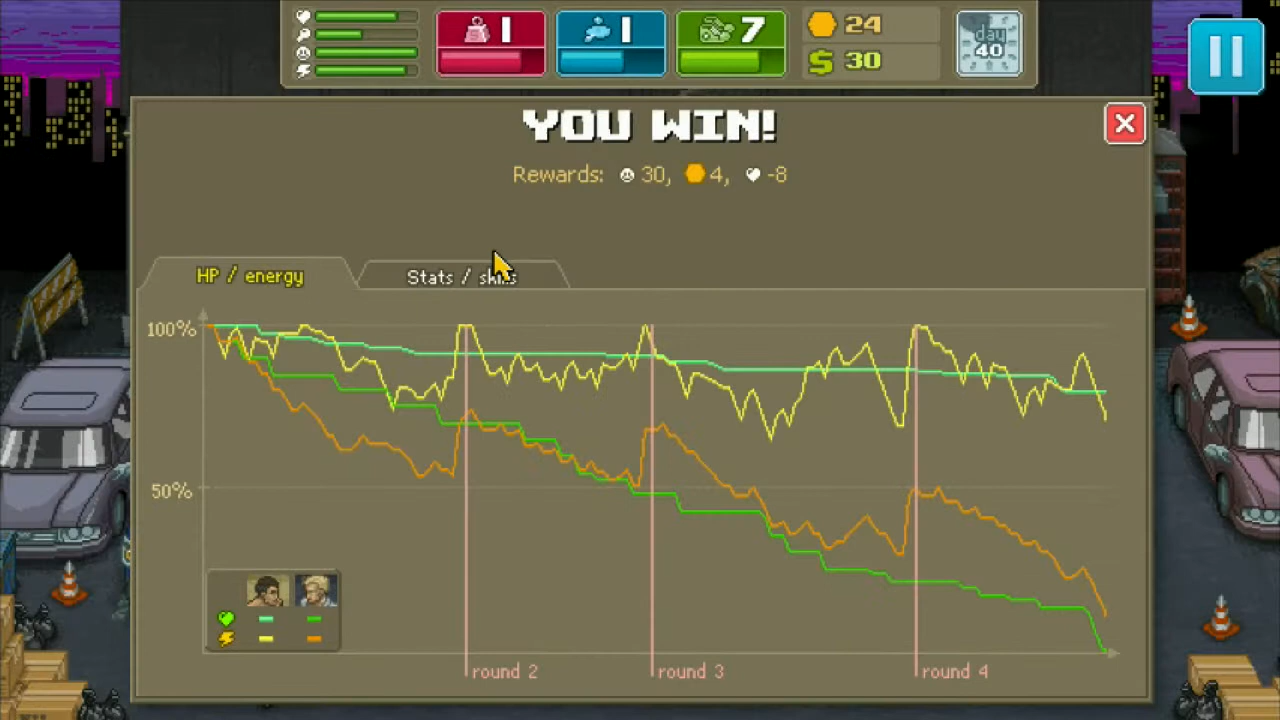 1
1
7
24
$ 30
day
40
YOU WIN!
Rewards: 30, 4, -8
HP / energy
Stats / skills
100%
50%
round 2
round 3
round 4